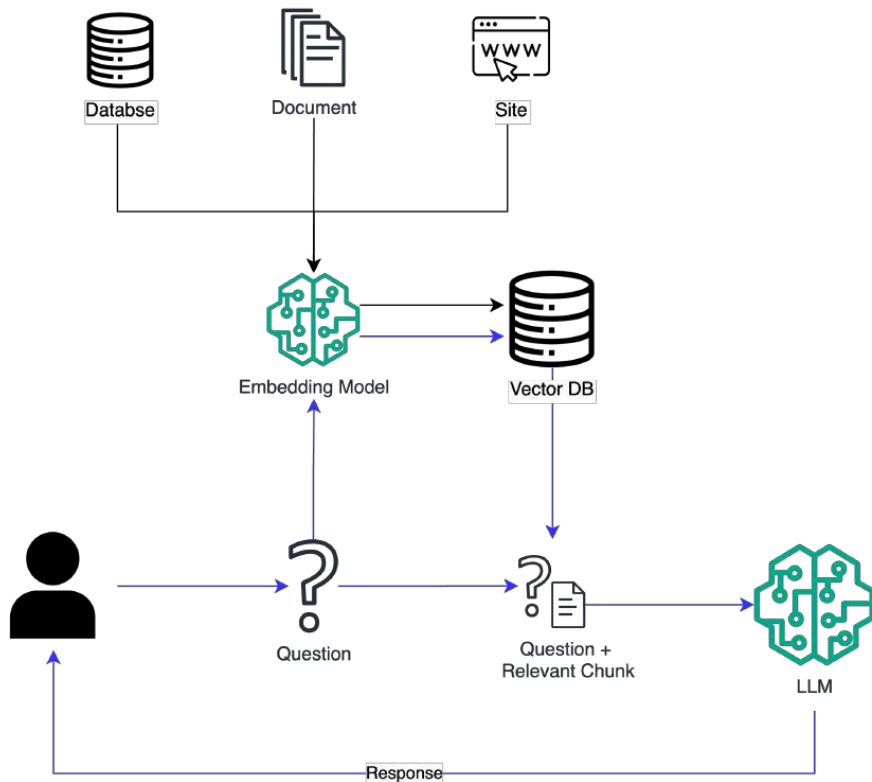 WWW
Databse
Document
Site
Embedding Model
Vector DB
Question
Question +
Relevant Chunk
LLM
Response